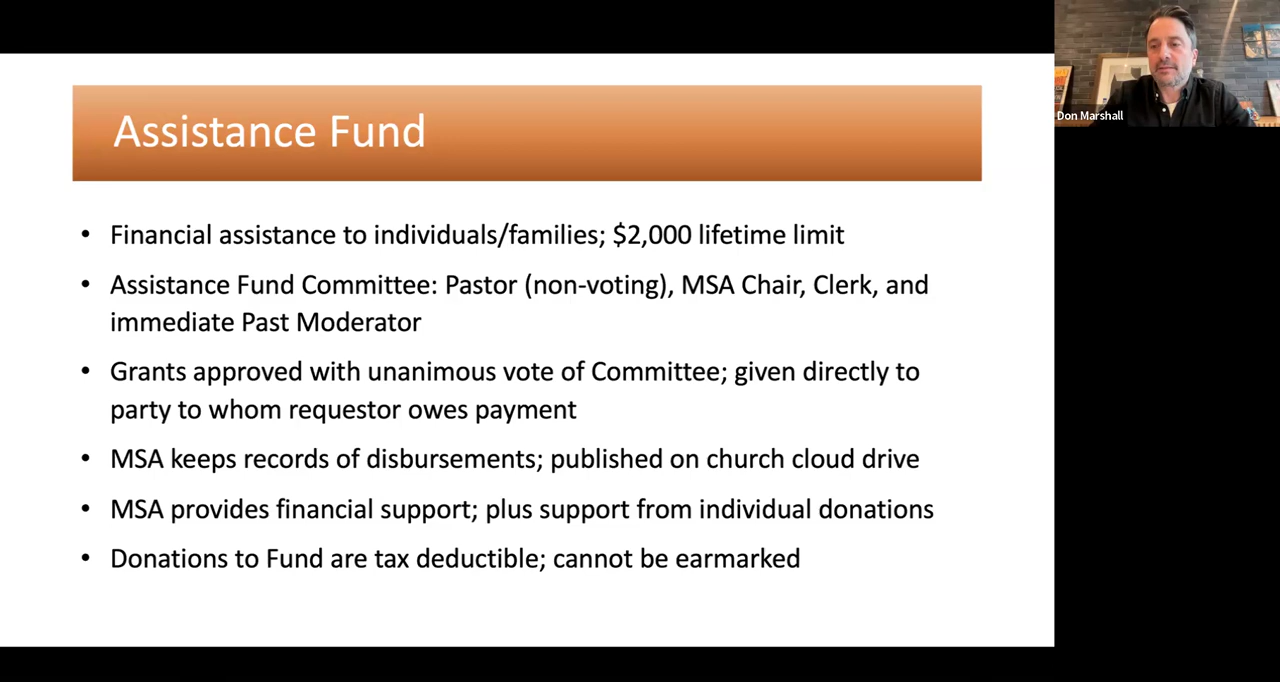 Assistance Fund
• Financial assistance to individuals/families; $2,000 lifetime limit
• Assistance Fund Committee: Pastor (non-voting), MSA Chair, Clerk, and
immediate Past Moderator
• Grants approved with unanimous vote of Committee; given directly to
party to whom requestor owes payment
• MSA keeps records of disbursements; published on church cloud drive
• MSA provides financial support; plus support from individual donations
• Donations to Fund are tax deductible; cannot be earmarked
Don Marshall